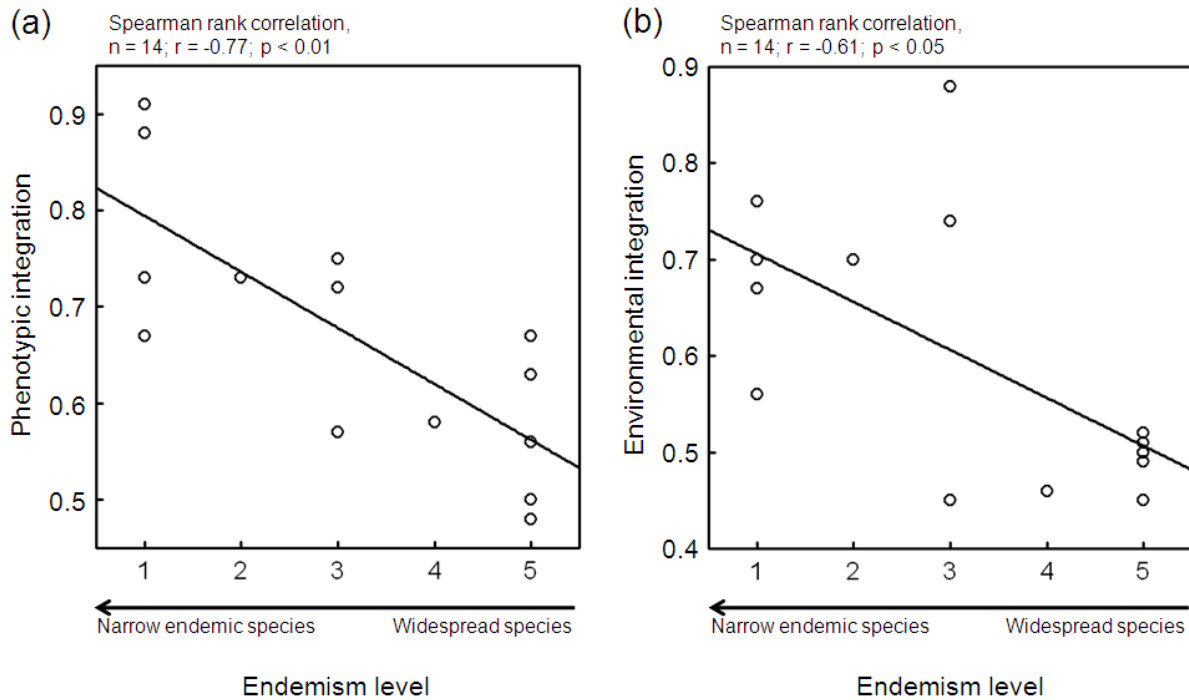 (a)
Spearman rank correlation,
n = 14; r = -0.77; p < 0.01
Phenotypic integration
0.9
0.8
0.7
0.6
0.5
1 2 3 4 5
Narrow endemic species Widespread species
Endemism level
(b)
Spearman rank correlation,
n = 14; r = -0.61; p < 0.05
Environmental integration
0.9
0.8
0.7
0.6
0.5
0.4
1 2 3 4 5
Narrow endemic species Widespread species
Endemism level